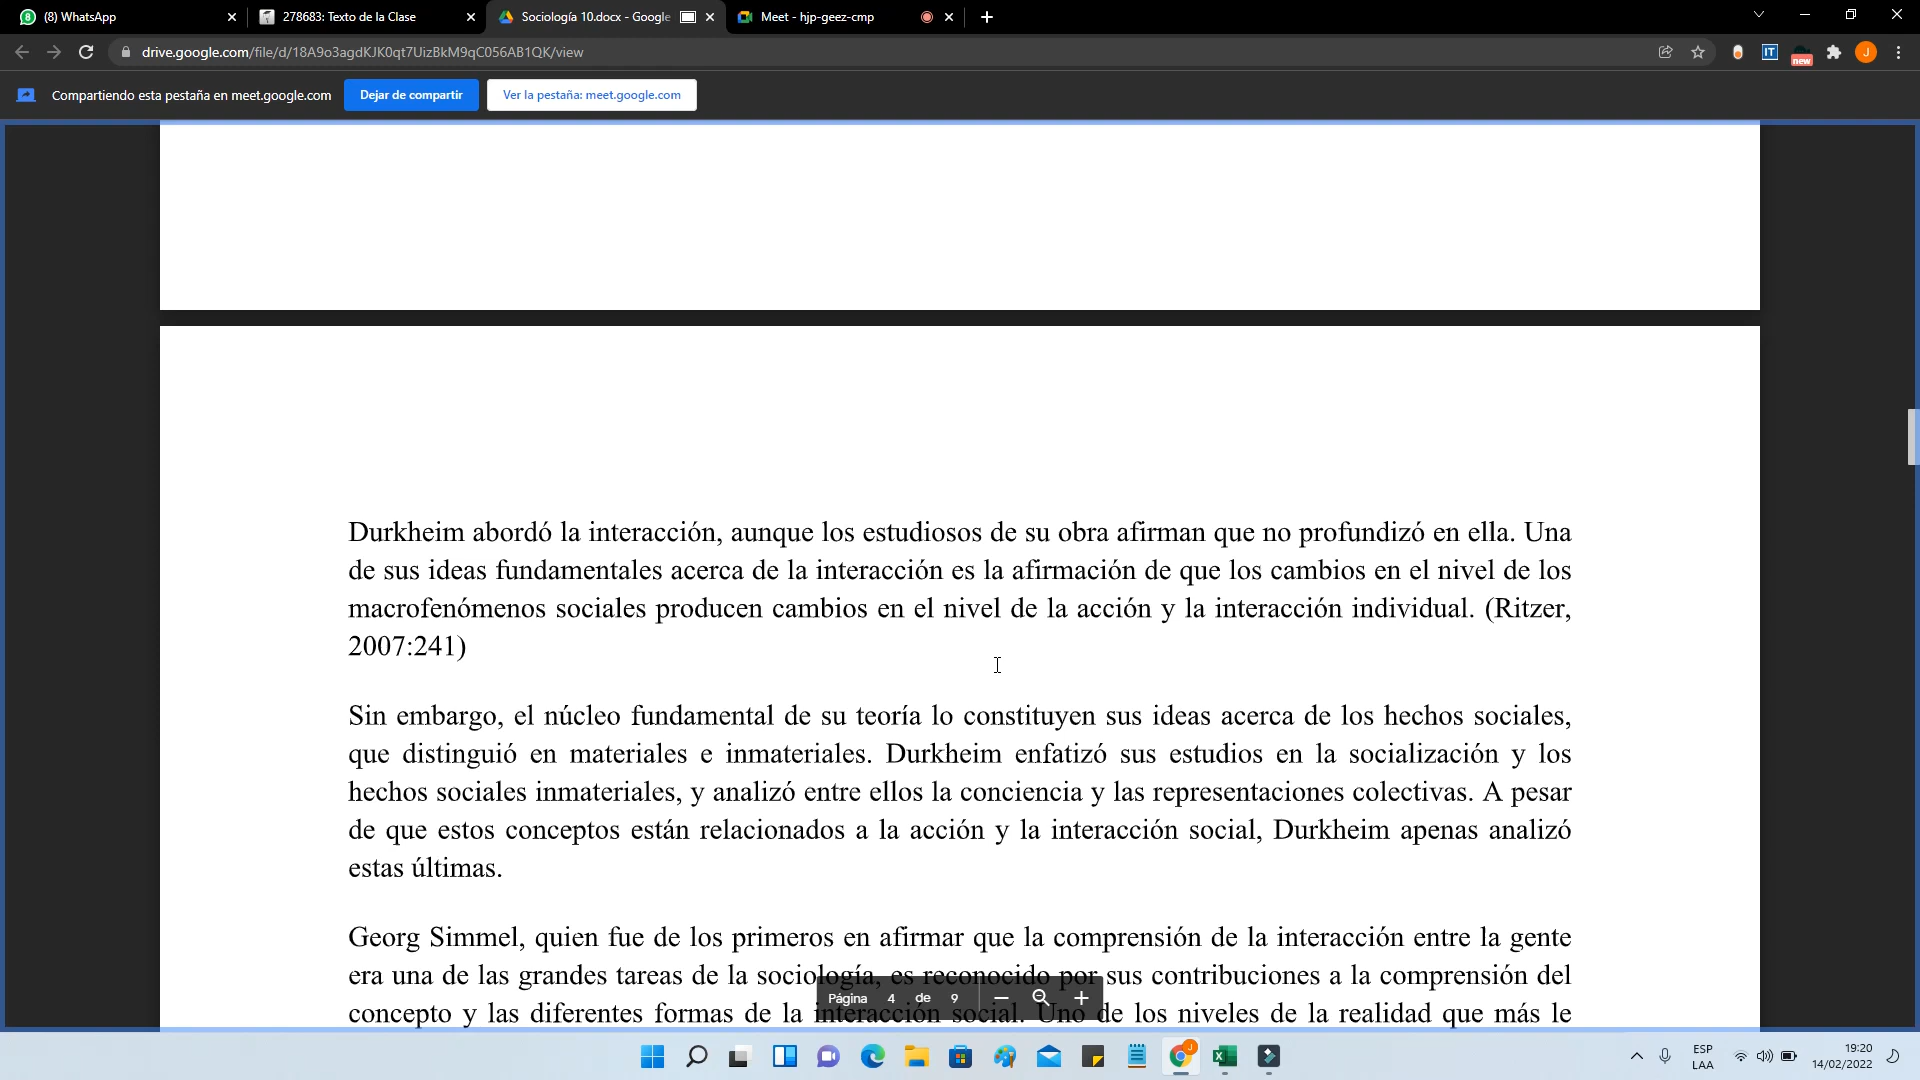 (8) WhatsApp
278683: Texto de la Clase
Sociología 10.docx - Google
Meet - hjp-geez-cmp
drive.google.com/file/d/18A9o3agdKJK0qt7UizBkM9qC056AB1QK/view
IT
new
J
Compartiendo esta pestaña en meet.google.com
Dejar de compartir
Ver la pestaña: meet.google.com
Durkheim abordó la interacción, aunque los estudiosos de su obra afirman que no profundizó en ella. Una
de sus ideas fundamentales acerca de la interacción es la afirmación de que los cambios en el nivel de los
macrofenómenos sociales producen cambios en el nivel de la acción y la interacción individual. (Ritzer,
2007:241)
Sin embargo, el núcleo fundamental de su teoría lo constituyen sus ideas acerca de los hechos sociales,
que distinguió en materiales e inmateriales. Durkheim enfatizó sus estudios en la socialización y los
hechos sociales inmateriales, y analizó entre ellos la conciencia y las representaciones colectivas. A pesar
de que estos conceptos están relacionados a la acción y la interacción social, Durkheim apenas analizó
estas últimas.
Georg Simmel, quien fue de los primeros en afirmar que la comprensión de la interacción entre la gente
era una de las grandes tareas de la sociología, es reconocido por sus contribuciones a la comprensión del
concepto y las diferentes formas de la interacción social. Uno de los niveles de la realidad que más le
Página 4 de 9
ESP
LAA
19:20
14/02/2022